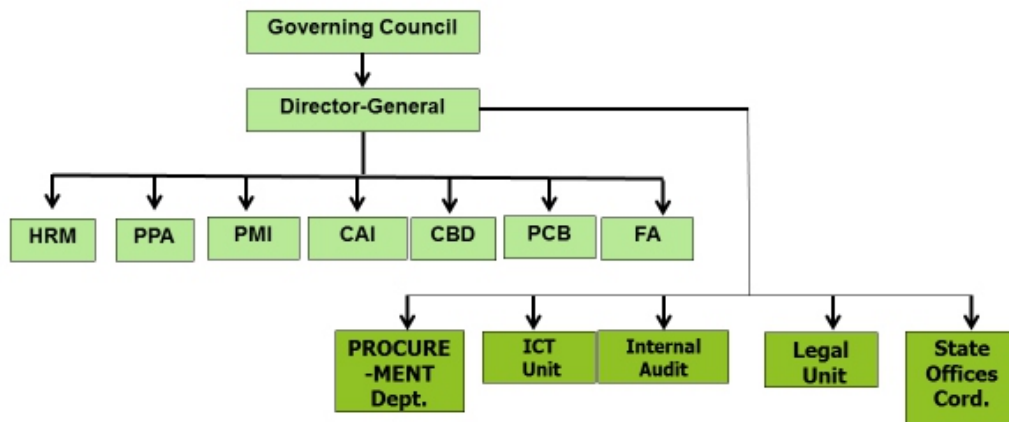 Governing Council
Director-General
HRM
PPA
PMI
CAI
CBD
PCB
FA
PROCURE
-MENT
Dept.
ICT
Unit
Internal
Audit
Legal
Unit
State
Offices
Cord.